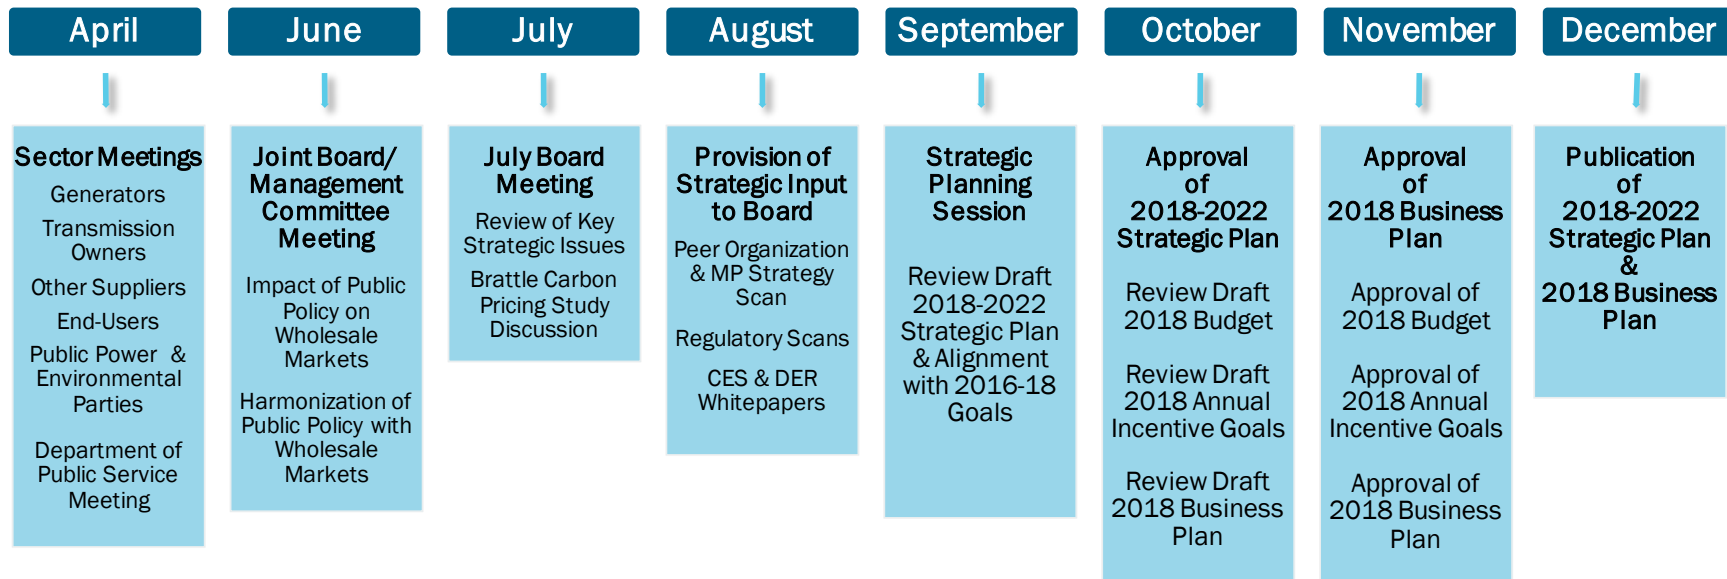 April
June
July
August
September
October
November
December
Sector Meetings
Generators
Transmission
Owners
Other Suppliers
End-Users
Public Power &
Environmental
Parties
Department of
Public Service
Meeting
Joint Board/
Management
Committee
Meeting
Impact of Public
Policy on
Wholesale
Markets
Harmonization of
Public Policy with
Wholesale
Markets
July Board
Meeting
Review of Key
Strategic Issues
Brattle Carbon
Pricing Study
Discussion
Provision of
Strategic Input
to Board
Peer Organization
& MP Strategy
Scan
Regulatory Scans
CES & DER
Whitepapers
Strategic
Planning
Session
Review Draft
2018-2022
Strategic Plan
& Alignment
with 2016-18
Goals
Approval
of
2018-2022
Strategic Plan
Review Draft
2018 Budget
Review Draft
2018 Annual
Incentive Goals
Review Draft
2018 Business
Plan
Approval
of
2018 Business
Plan
Approval of
2018 Budget
Approval of
2018 Annual
Incentive Goals
Approval of
2018 Business
Plan
Publication
of
2018-2022
Strategic Plan
&
2018 Business
Plan